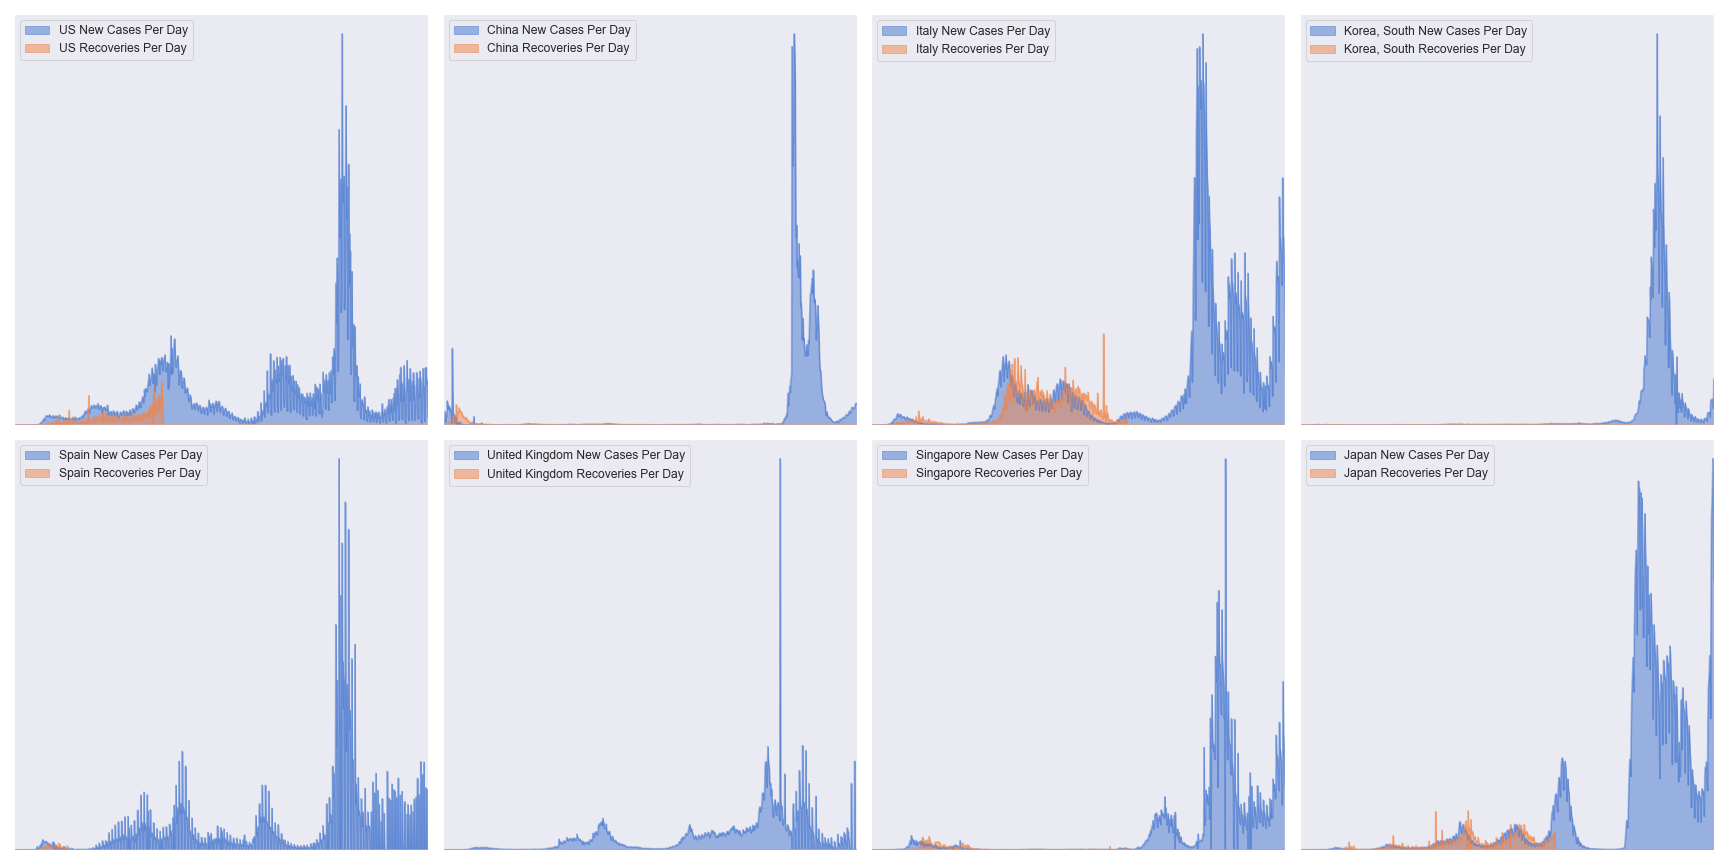 US New Cases Per Day
US Recoveries Per Day
China New Cases Per Day
China Recoveries Per Day
Italy New Cases Per Day
Italy Recoveries Per Day
Korea, South New Cases Per Day
Korea, South Recoveries Per Day
Spain New Cases Per Day
Spain Recoveries Per Day
United Kingdom New Cases Per Day
United Kingdom Recoveries Per Day
Singapore New Cases Per Day
Singapore Recoveries Per Day
Japan New Cases Per Day
Japan Recoveries Per Day